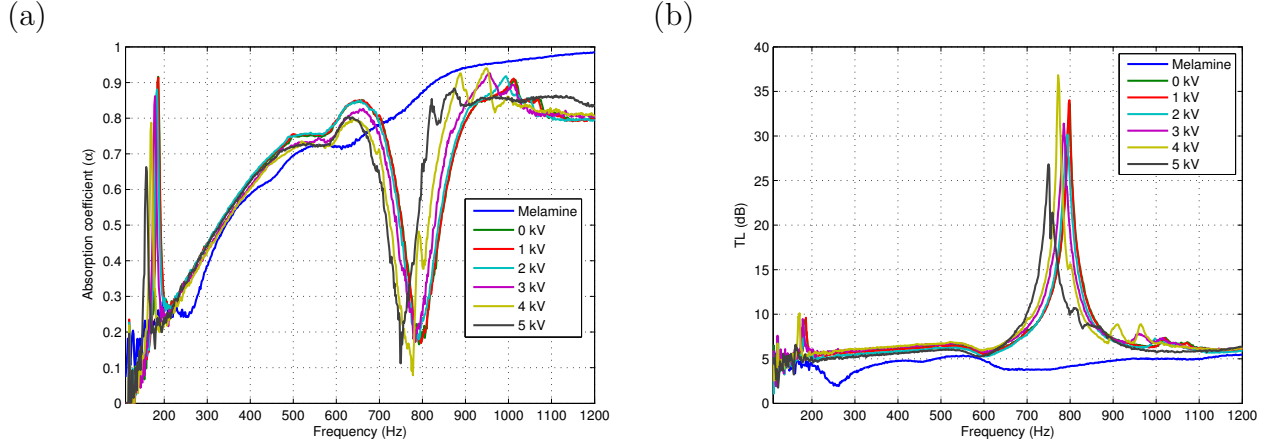 (a)
(b)
1
0.9
0.8
0.7
0.6
0.5
0.4
0.3
0.2
0.1
0
Absorption coefficient (α)
200 300 400 500 600 700 800 900 1000 1100 1200
Frequency (Hz)
Melamine
0 kV
1 kV
2 kV
3 kV
4 kV
5 kV
40
35
30
25
20
15
10
5
0
TL (dB)
200 300 400 500 600 700 800 900 1000 1100 1200
Frequency (Hz)
Melamine
0 kV
1 kV
2 kV
3 kV
4 kV
5 kV